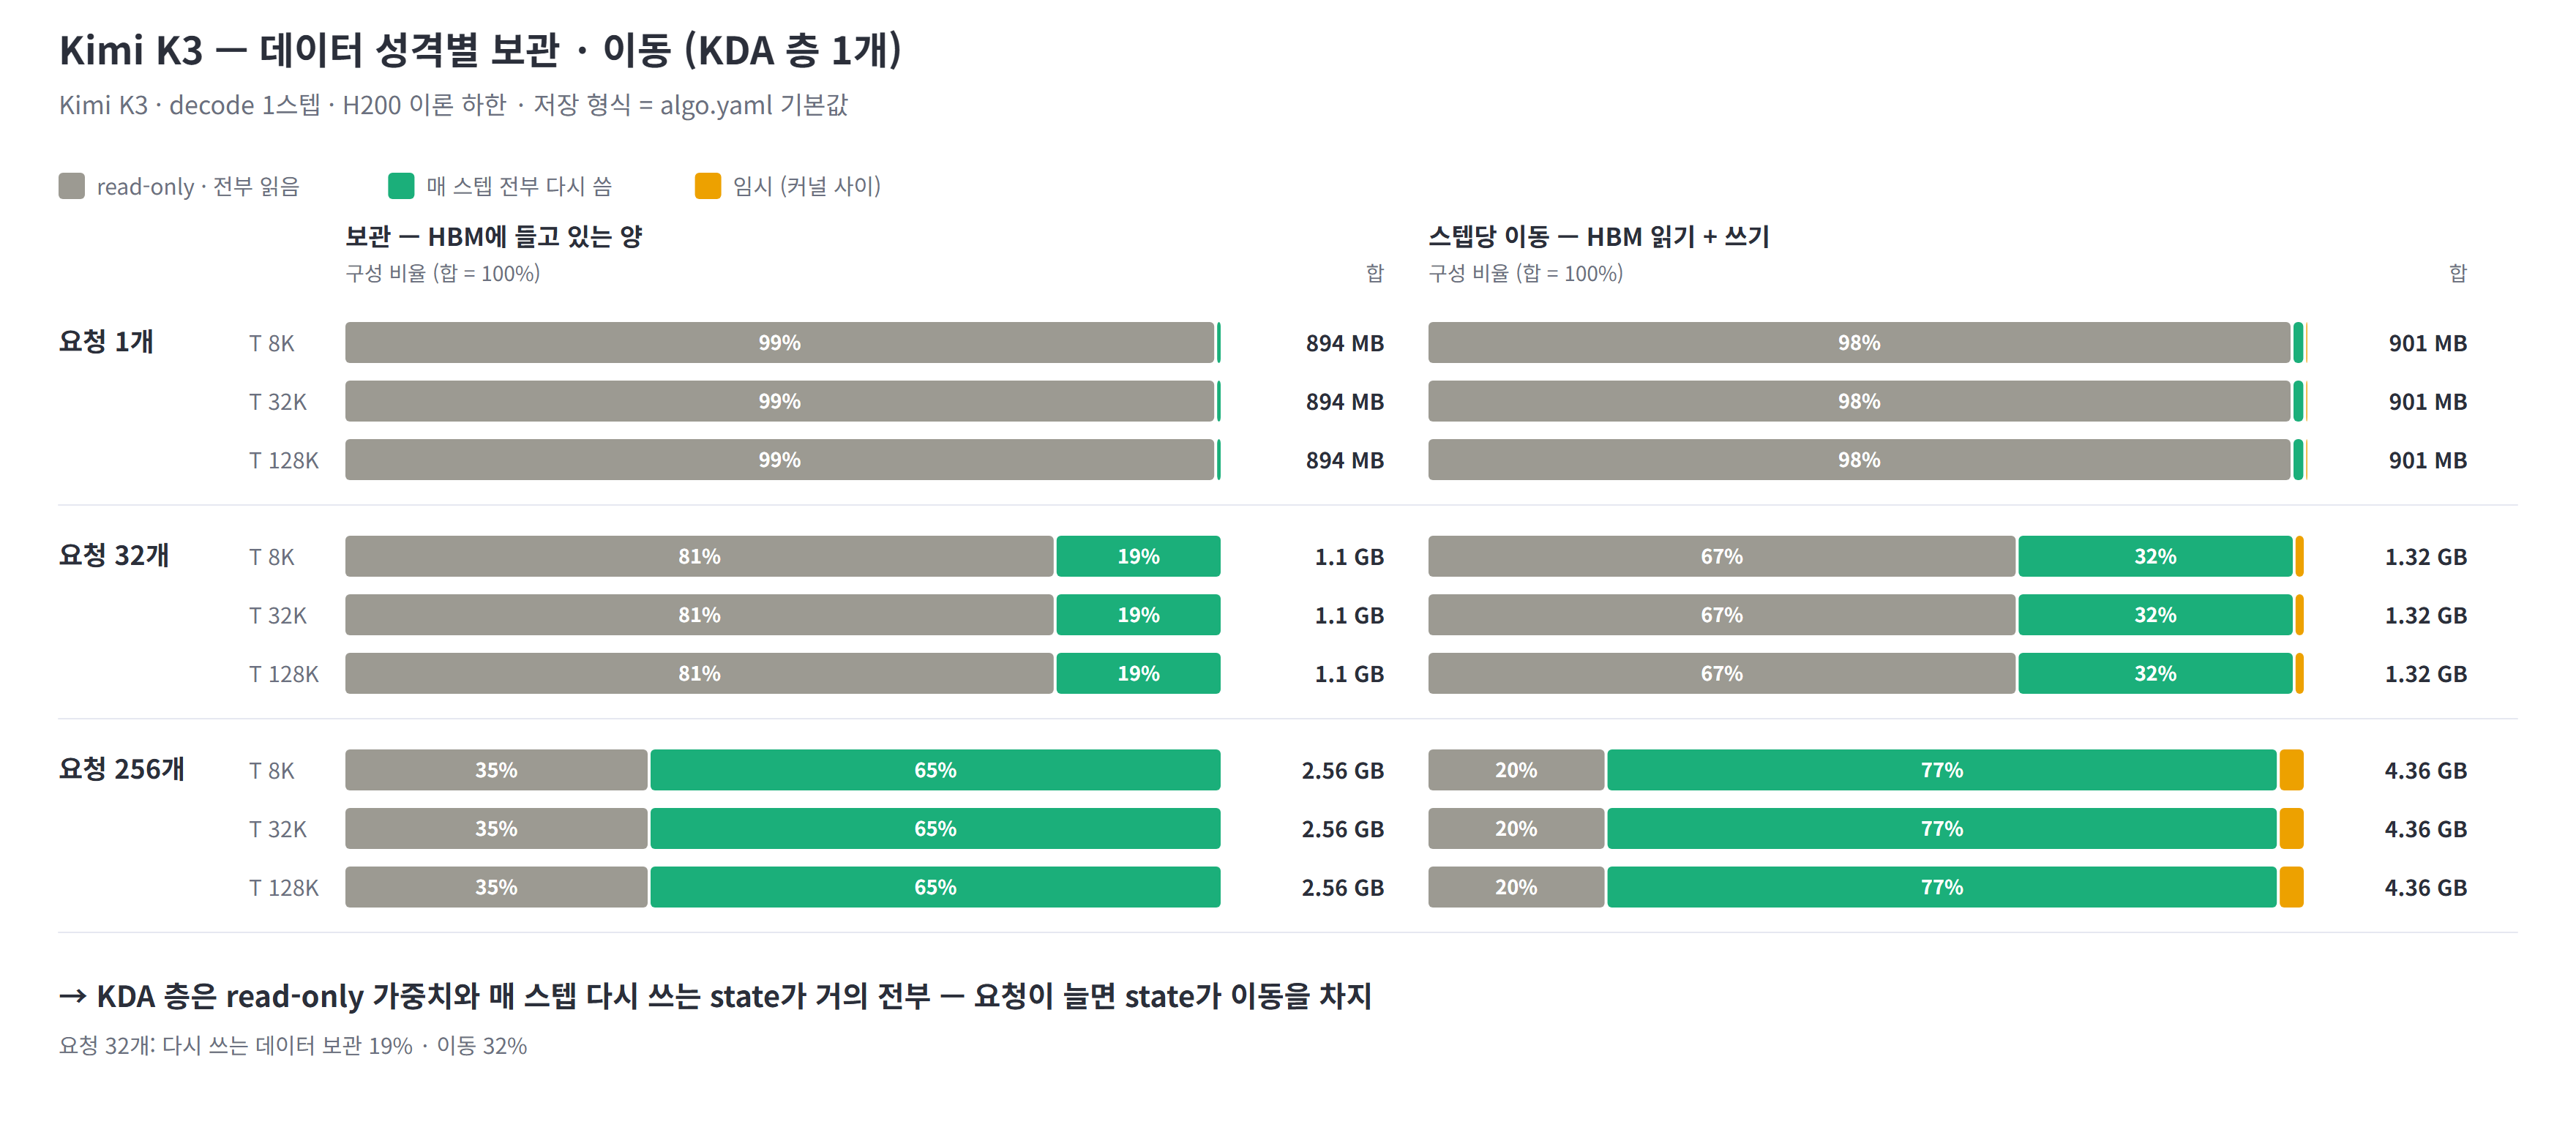 Kimi K3 — 데이터 성격별 보관 · 이동 (KDA 층 1개)
Kimi K3 · decode 1스텝 · H200 이론 하한 · 저장 형식 = algo.yaml 기본값
read-only · 전부 읽음 매 스텝 전부 다시 씀 임시 (커널 사이)
보관 — HBM에 들고 있는 양 스텝당 이동 — HBM 읽기 + 쓰기
구성 비율 (합 = 100%) 합 구성 비율 (합 = 100%) 합
요청 1개 T 8K 99% 894 MB 98% 901 MB
T 32K 99% 894 MB 98% 901 MB
T 128K 99% 894 MB 98% 901 MB
요청 32개 T 8K 81% 19% 1.1 GB 67% 32% 1.32 GB
T 32K 81% 19% 1.1 GB 67% 32% 1.32 GB
T 128K 81% 19% 1.1 GB 67% 32% 1.32 GB
요청 256개 T 8K 35% 65% 2.56 GB 20% 77% 4.36 GB
T 32K 35% 65% 2.56 GB 20% 77% 4.36 GB
T 128K 35% 65% 2.56 GB 20% 77% 4.36 GB
→ KDA 층은 read-only 가중치와 매 스텝 다시 쓰는 state가 거의 전부 — 요청이 늘면 state가 이동을 차지
요청 32개: 다시 쓰는 데이터 보관 19% · 이동 32%